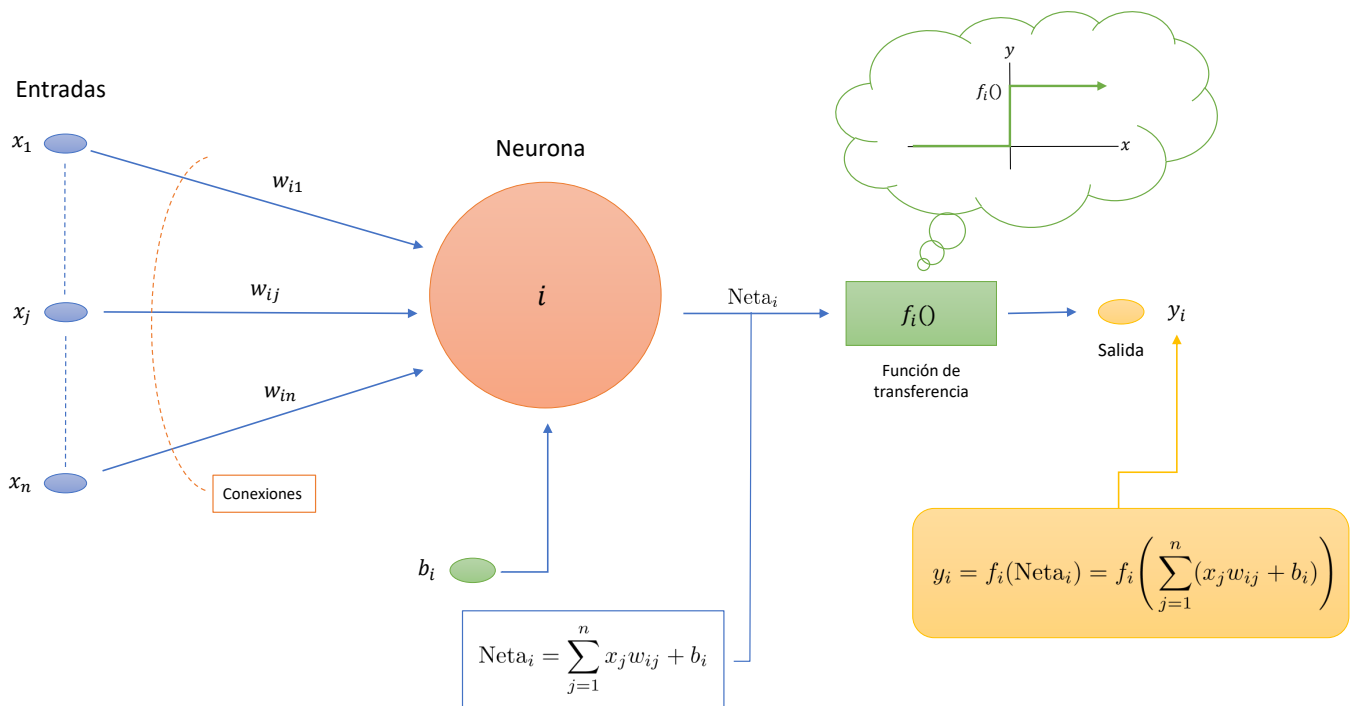 Entradas
x₁
x_j
x_n
w_{i1}
w_{ij}
w_{in}
Conexiones
Neurona
i
b_i
Neta_i = \sum_{j=1}^{n} x_j w_{ij} + b_i
Neta_i
y
f_i()
x
f_i()
Función de
transferencia
Salida
y_i
y_i = f_i(Neta_i) = f_i\left( \sum_{j=1}^{n} (x_j w_{ij} + b_i) \right)